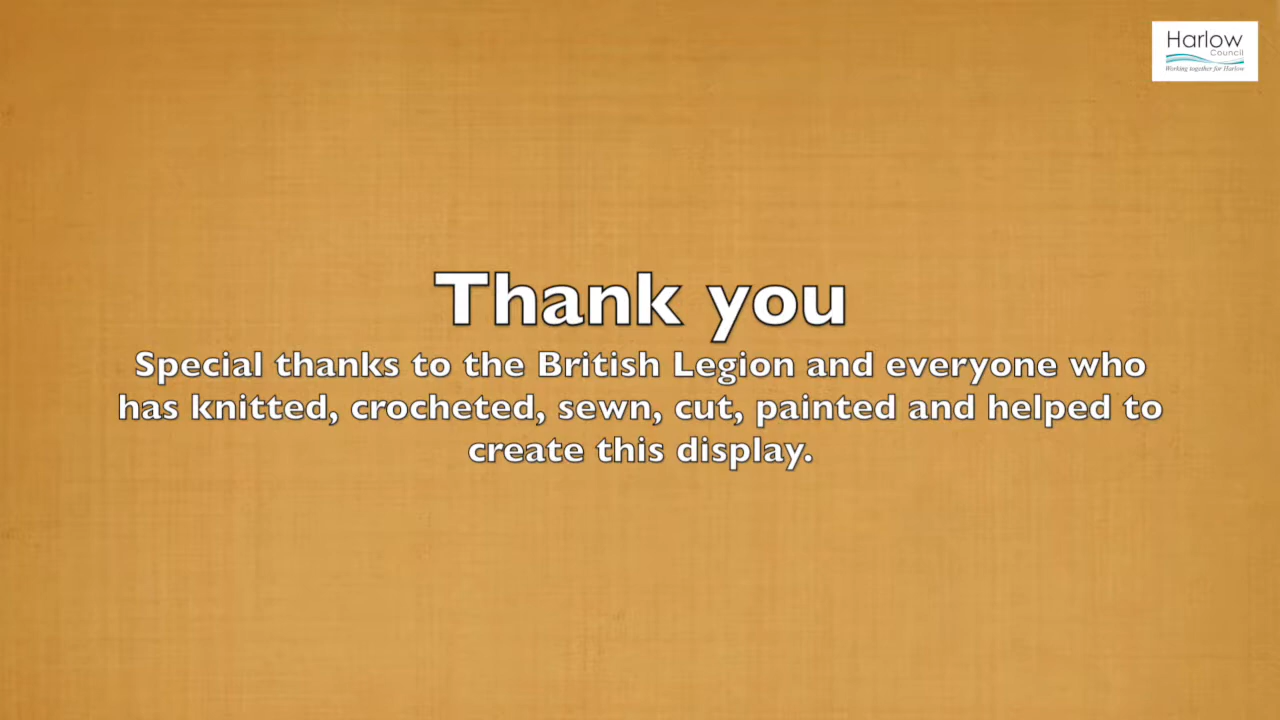 Harlow
Council
Working together for Harlow
Thank you
Special thanks to the British Legion and everyone who
has knitted, crocheted, sewn, cut, painted and helped to
create this display.